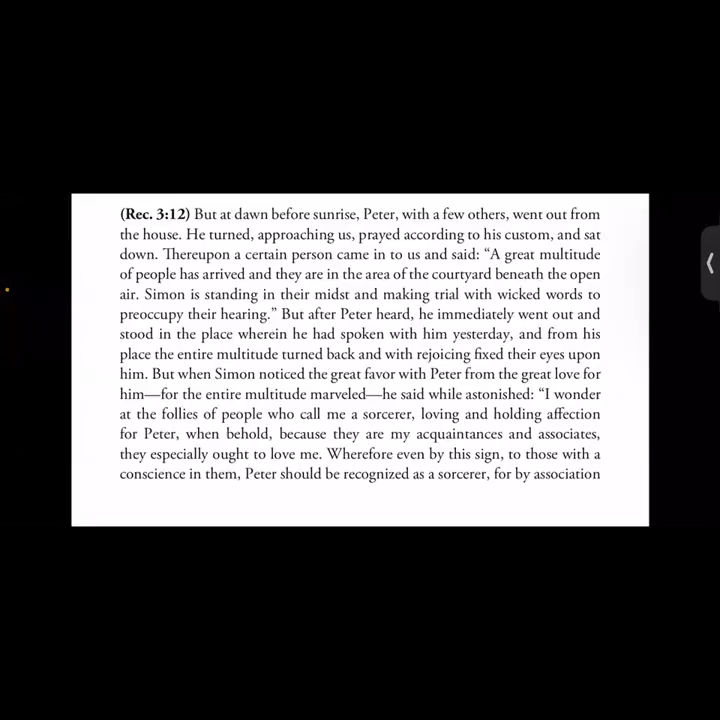 (Rec. 3:12) But at dawn before sunrise, Peter, with a few others, went out from
the house. He turned, approaching us, prayed according to his custom, and sat
down. Thereupon a certain person came in to us and said: “A great multitude
of people has arrived and they are in the area of the courtyard beneath the open
air. Simon is standing in their midst and making trial with wicked words to
preoccupy their hearing.” But after Peter heard, he immediately went out and
stood in the place wherein he had spoken with him yesterday, and from his
place the entire multitude turned back and with rejoicing fixed their eyes upon
him. But when Simon noticed the great favor with Peter from the great love for
him—for the entire multitude marveled—he said while astonished: “I wonder
at the follies of people who call me a sorcerer, loving and holding affection
for Peter, when behold, because they are my acquaintances and associates,
they especially ought to love me. Wherefore even by this sign, to those with a
conscience in them, Peter should be recognized as a sorcerer, for by association